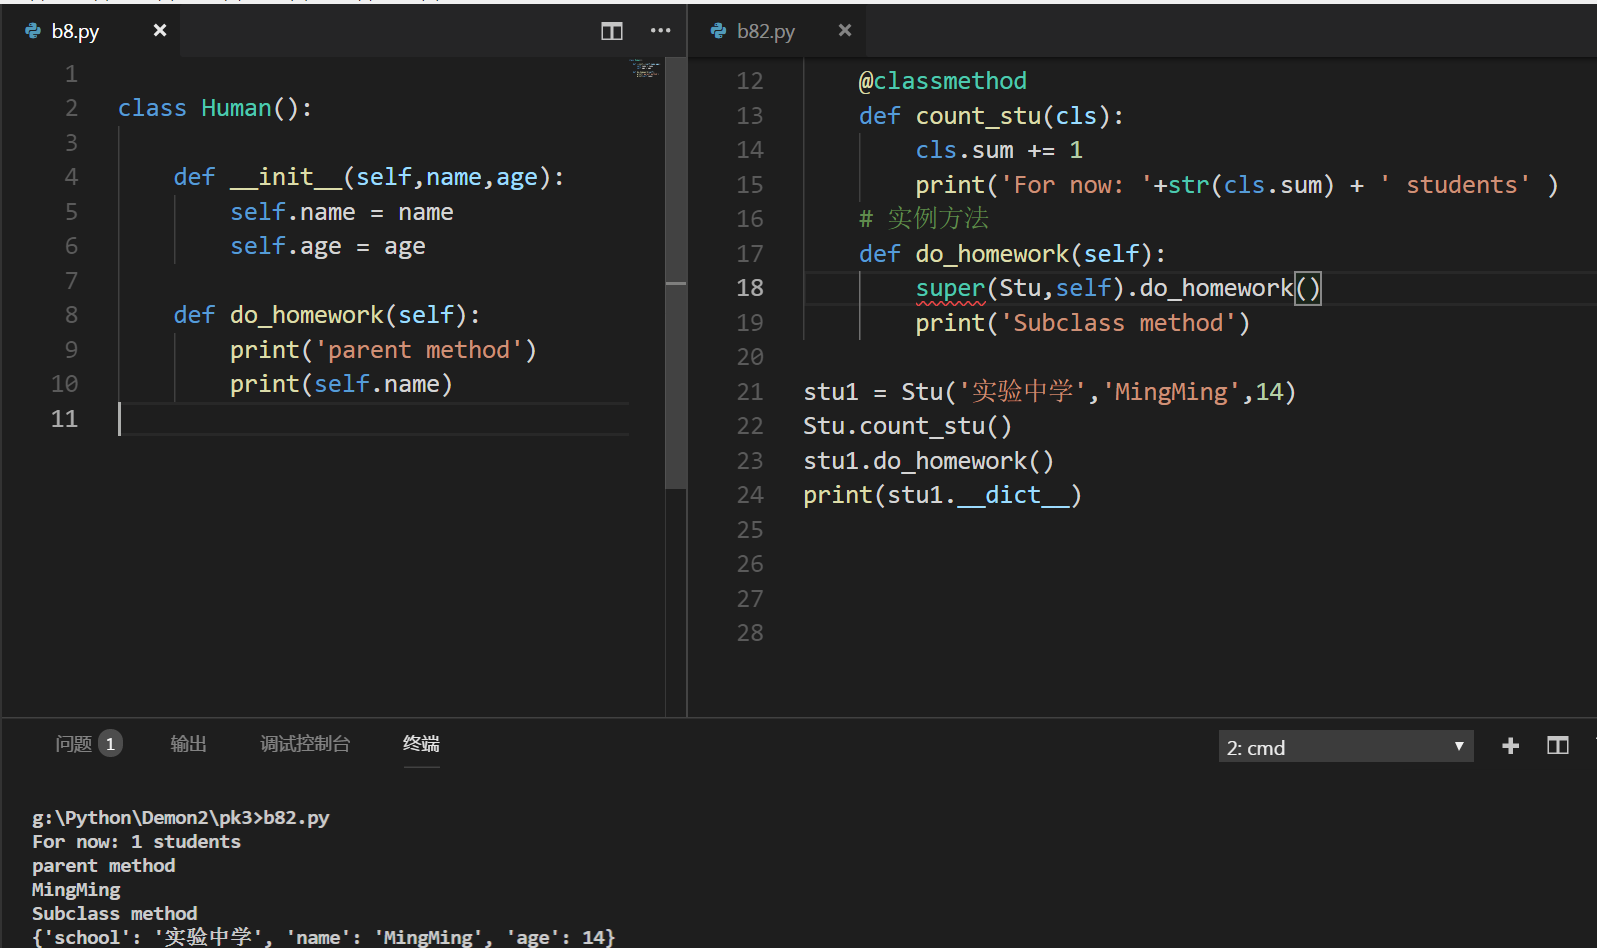 b8.py
1
2 class Human():
3
4     def __init__(self,name,age):
5         self.name = name
6         self.age = age
7
8     def do_homework(self):
9         print('parent method')
10         print(self.name)
11
b82.py
12     @classmethod
13     def count_stu(cls):
14         cls.sum += 1
15         print('For now: '+str(cls.sum) + ' students' )
16     # 实例方法
17     def do_homework(self):
18         super(Stu,self).do_homework()
19         print('Subclass method')
20
21 stu1 = Stu('实验中学','MingMing',14)
22 Stu.count_stu()
23 stu1.do_homework()
24 print(stu1.__dict__)
25
26
27
28
问题 1 输出 调试控制台 终端 2: cmd
g:\Python\Demon2\pk3>b82.py
For now: 1 students
parent method
MingMing
Subclass method
{'school': '实验中学', 'name': 'MingMing', 'age': 14}